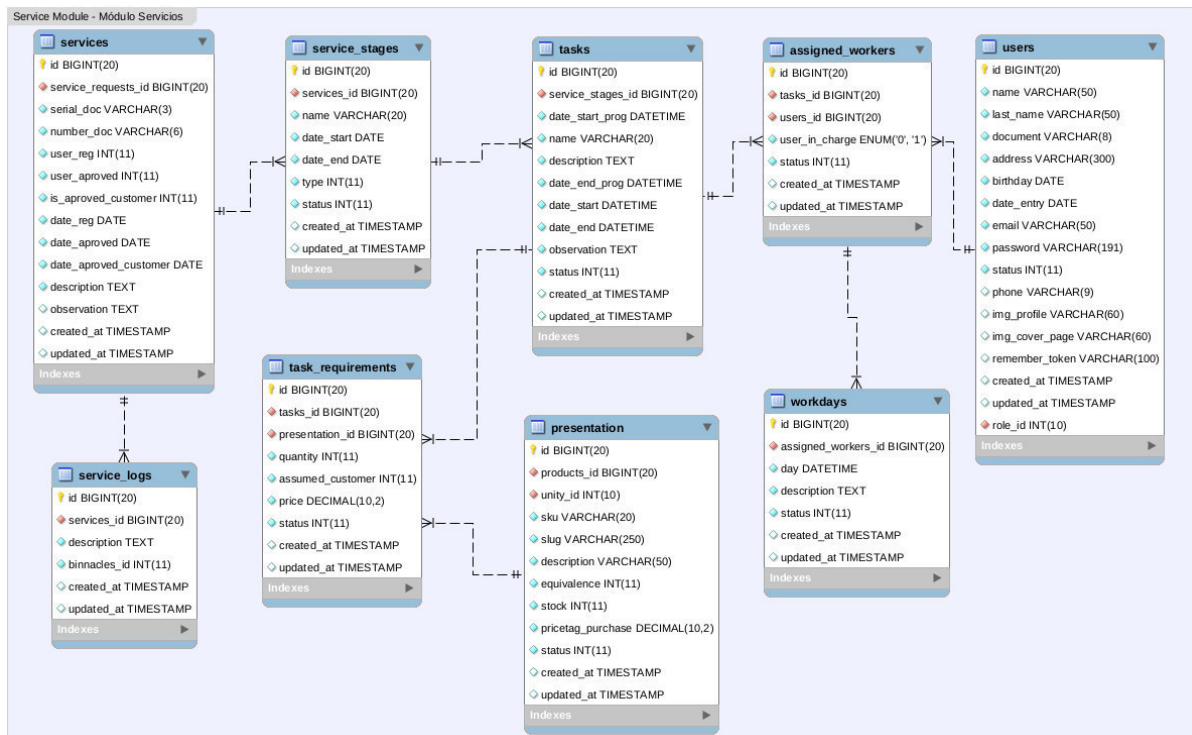 Service Module - Módulo Servicios
services
id BIGINT(20)
service_requests_id BIGINT(20)
serial_doc VARCHAR(3)
number_doc VARCHAR(6)
user_reg INT(11)
user_aproved INT(11)
is_aproved_customer INT(11)
date_reg DATE
date_aproved DATE
date_aproved_customer DATE
description TEXT
observation TEXT
created_at TIMESTAMP
updated_at TIMESTAMP
Indexes
service_stages
id BIGINT(20)
services_id BIGINT(20)
name VARCHAR(20)
date_start DATE
date_end DATE
type INT(11)
status INT(11)
created_at TIMESTAMP
updated_at TIMESTAMP
Indexes
tasks
id BIGINT(20)
service_stages_id BIGINT(20)
date_start_prog DATETIME
name VARCHAR(20)
description TEXT
date_end_prog DATETIME
date_start DATETIME
date_end DATETIME
observation TEXT
status INT(11)
created_at TIMESTAMP
updated_at TIMESTAMP
Indexes
assigned_workers
id BIGINT(20)
tasks_id BIGINT(20)
users_id BIGINT(20)
user_in_charge ENUM('0', '1')
status INT(11)
created_at TIMESTAMP
updated_at TIMESTAMP
Indexes
users
id BIGINT(20)
name VARCHAR(50)
last_name VARCHAR(50)
document VARCHAR(8)
address VARCHAR(300)
birthday DATE
date_entry DATE
email VARCHAR(50)
password VARCHAR(191)
status INT(11)
phone VARCHAR(9)
img_profile VARCHAR(60)
img_cover_page VARCHAR(60)
remember_token VARCHAR(100)
created_at TIMESTAMP
updated_at TIMESTAMP
role_id INT(10)
Indexes
service_logs
id BIGINT(20)
services_id BIGINT(20)
description TEXT
binnacles_id INT(11)
created_at TIMESTAMP
updated_at TIMESTAMP
Indexes
task_requirements
id BIGINT(20)
tasks_id BIGINT(20)
presentation_id BIGINT(20)
quantity INT(11)
assumed_customer INT(11)
price DECIMAL(10,2)
status INT(11)
created_at TIMESTAMP
updated_at TIMESTAMP
Indexes
presentation
id BIGINT(20)
products_id BIGINT(20)
unity_id INT(10)
sku VARCHAR(20)
slug VARCHAR(250)
description VARCHAR(50)
equivalence INT(11)
stock INT(11)
pricetag_purchase DECIMAL(10,2)
status INT(11)
created_at TIMESTAMP
updated_at TIMESTAMP
Indexes
workdays
id BIGINT(20)
assigned_workers_id BIGINT(20)
day DATETIME
description TEXT
status INT(11)
created_at TIMESTAMP
updated_at TIMESTAMP
Indexes